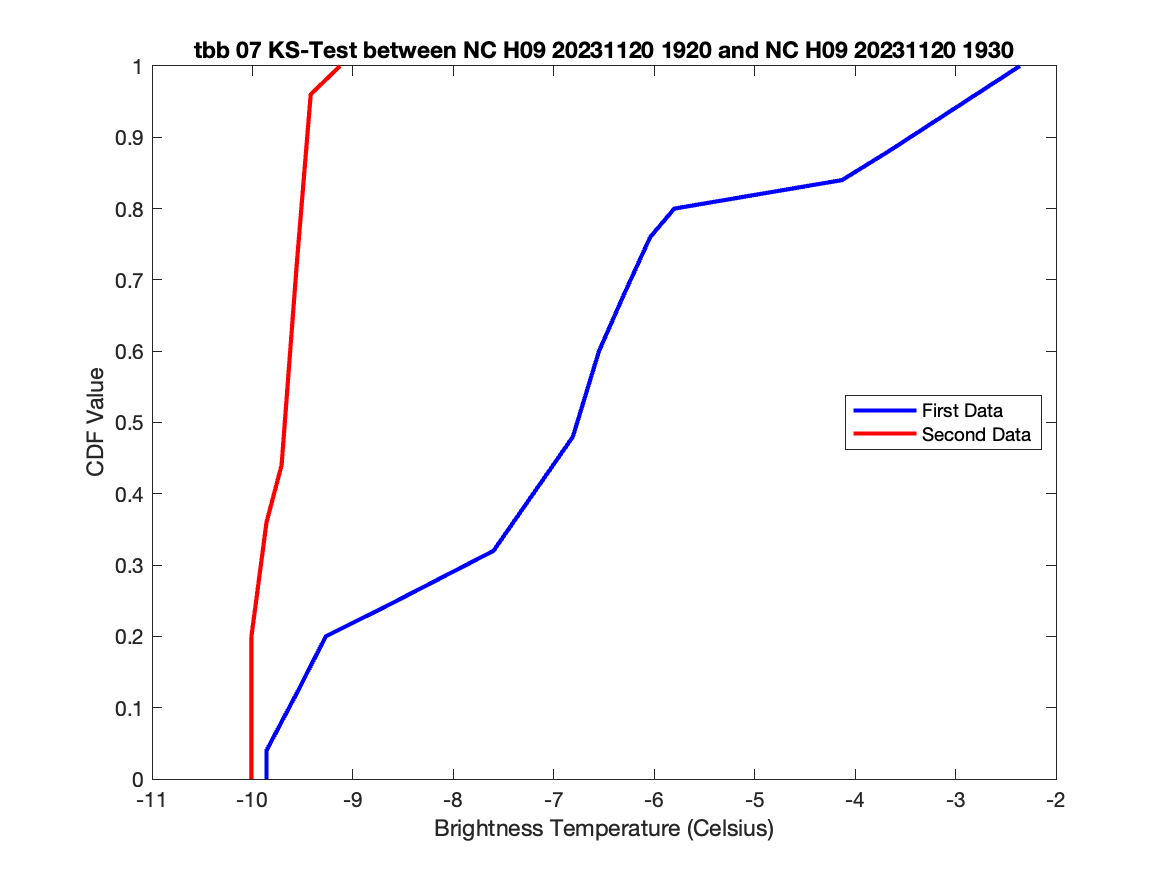 tbb 07 KS-Test between NC H09 20231120 1920 and NC H09 20231120 1930
1
0.9
0.8
0.7
0.6
0.5
0.4
0.3
0.2
0.1
0
CDF Value
First Data
Second Data
-11 -10 -9 -8 -7 -6 -5 -4 -3 -2
Brightness Temperature (Celsius)